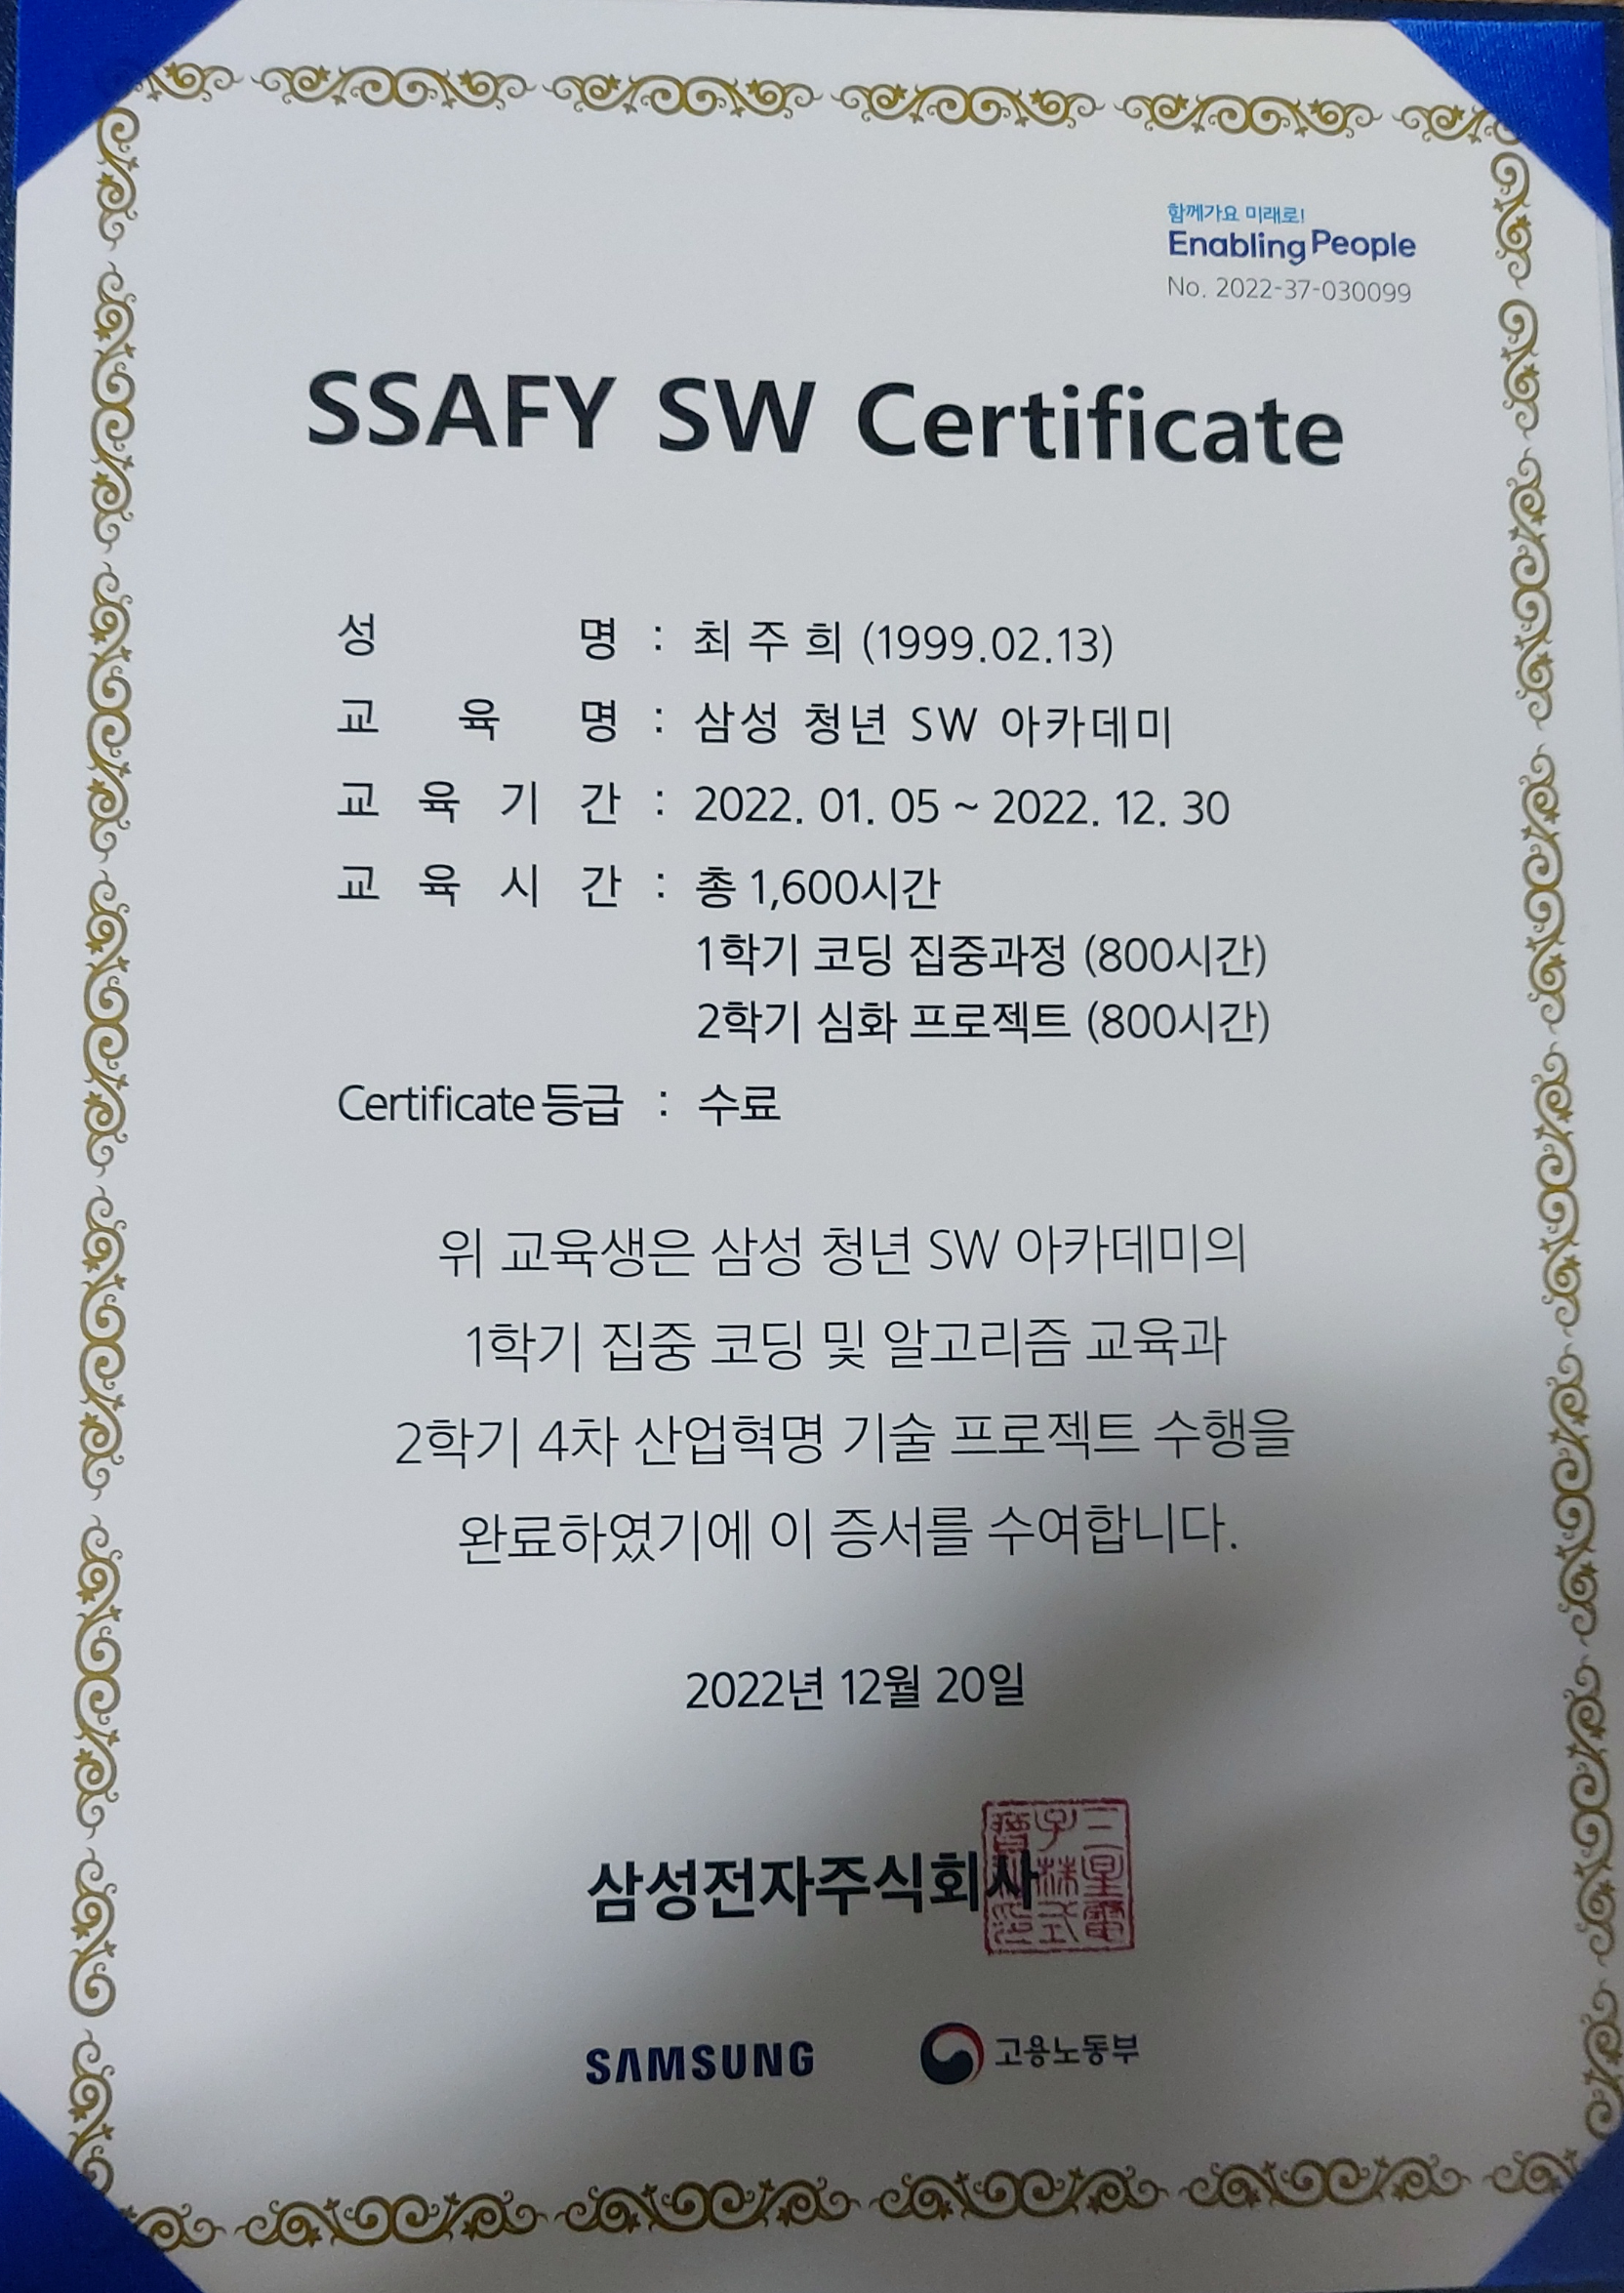 함께가요 미래로!
Enabling People
No. 2022-37-030099
SSAFY SW Certificate
성 명 : 최 주 희 (1999.02.13)
교 육 명 : 삼성 청년 SW 아카데미
교 육 기 간 : 2022. 01. 05 ~ 2022. 12. 30
교 육 시 간 : 총 1,600시간
1학기 코딩 집중과정 (800시간)
2학기 심화 프로젝트 (800시간)
Certificate 등급 : 수료
위 교육생은 삼성 청년 SW 아카데미의
1학기 집중 코딩 및 알고리즘 교육과
2학기 4차 산업혁명 기술 프로젝트 수행을
완료하였기에 이 증서를 수여합니다.
2022년 12월 20일
삼성전자주식회사
SAMSUNG
고용노동부